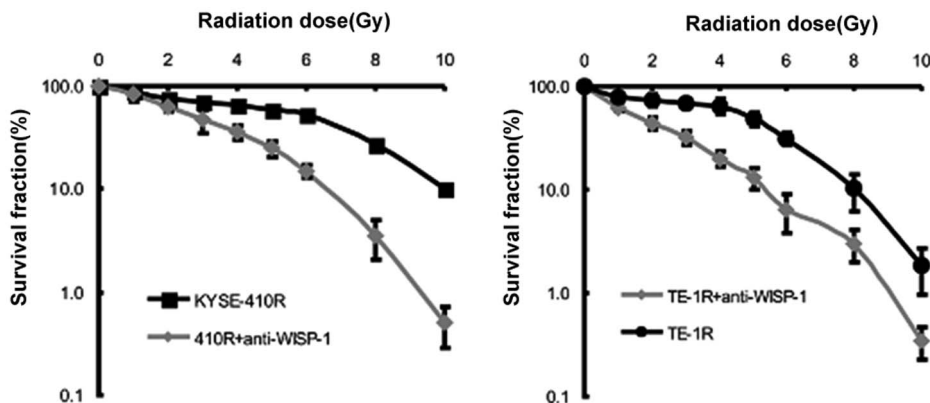 Radiation dose(Gy)
0 2 4 6 8 10
Survival fraction(%)
100.0
10.0
1.0
0.1
KYSE-410R
410R+anti-WISP-1
Radiation dose(Gy)
0 2 4 6 8 10
Survival fraction(%)
100.0
10.0
1.0
0.1
TE-1R+anti-WISP-1
TE-1R